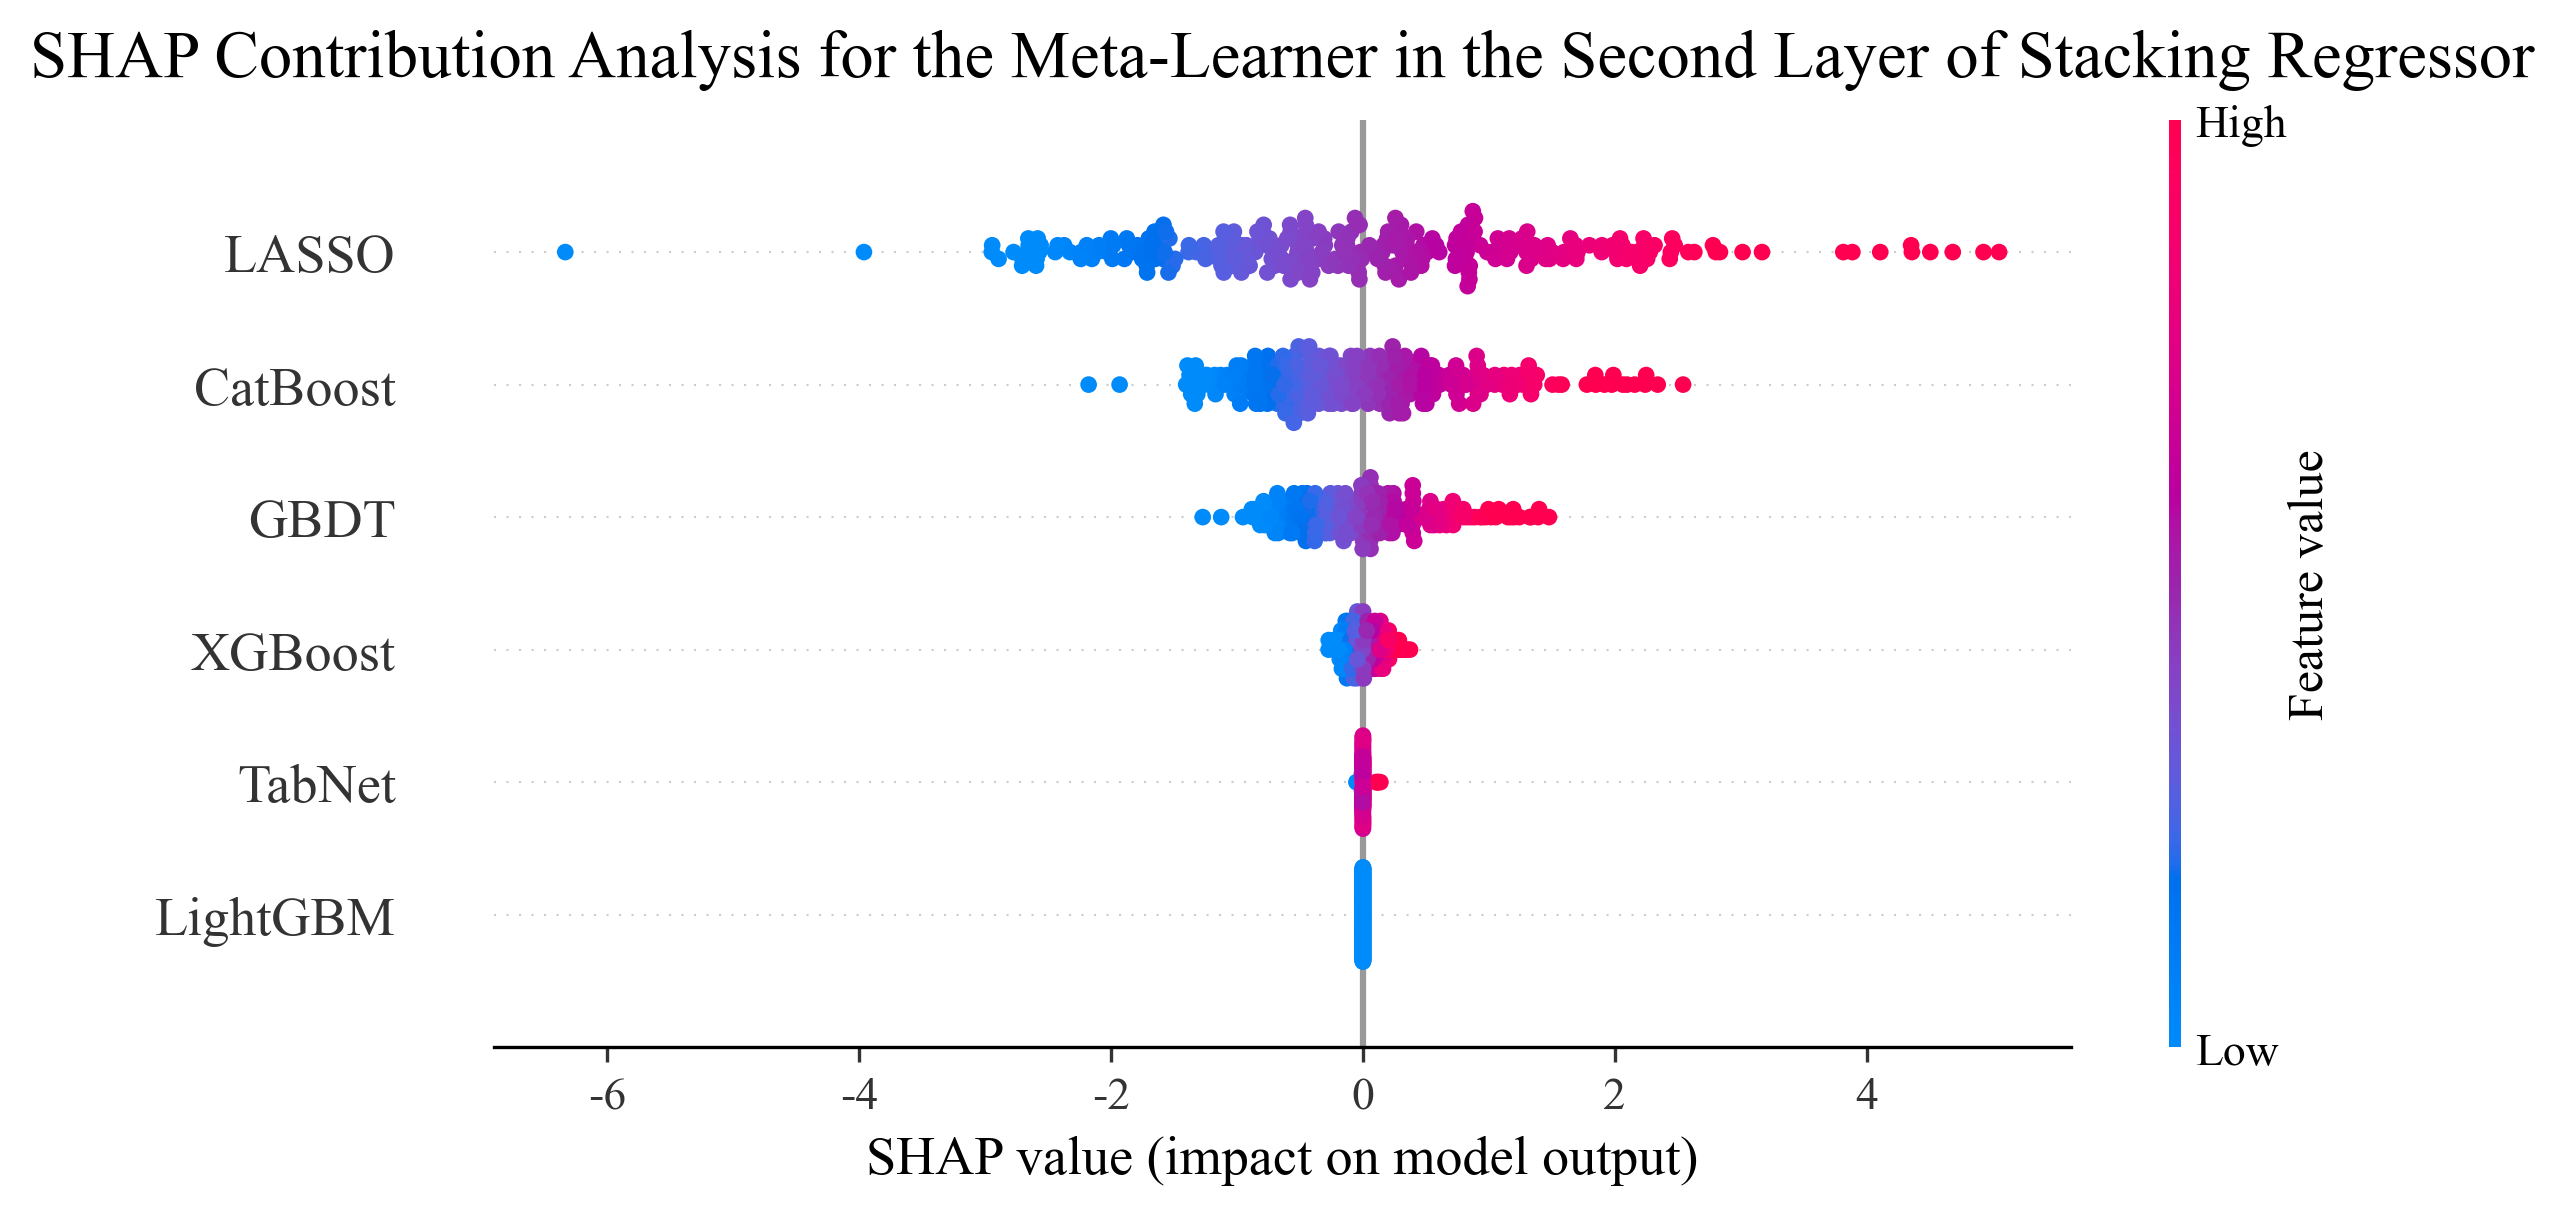 SHAP Contribution Analysis for the Meta-Learner in the Second Layer of Stacking Regressor
High
LASSO
CatBoost
GBDT
XGBoost
TabNet
LightGBM
Feature value
Low
-6 -4 -2 0 2 4
SHAP value (impact on model output)